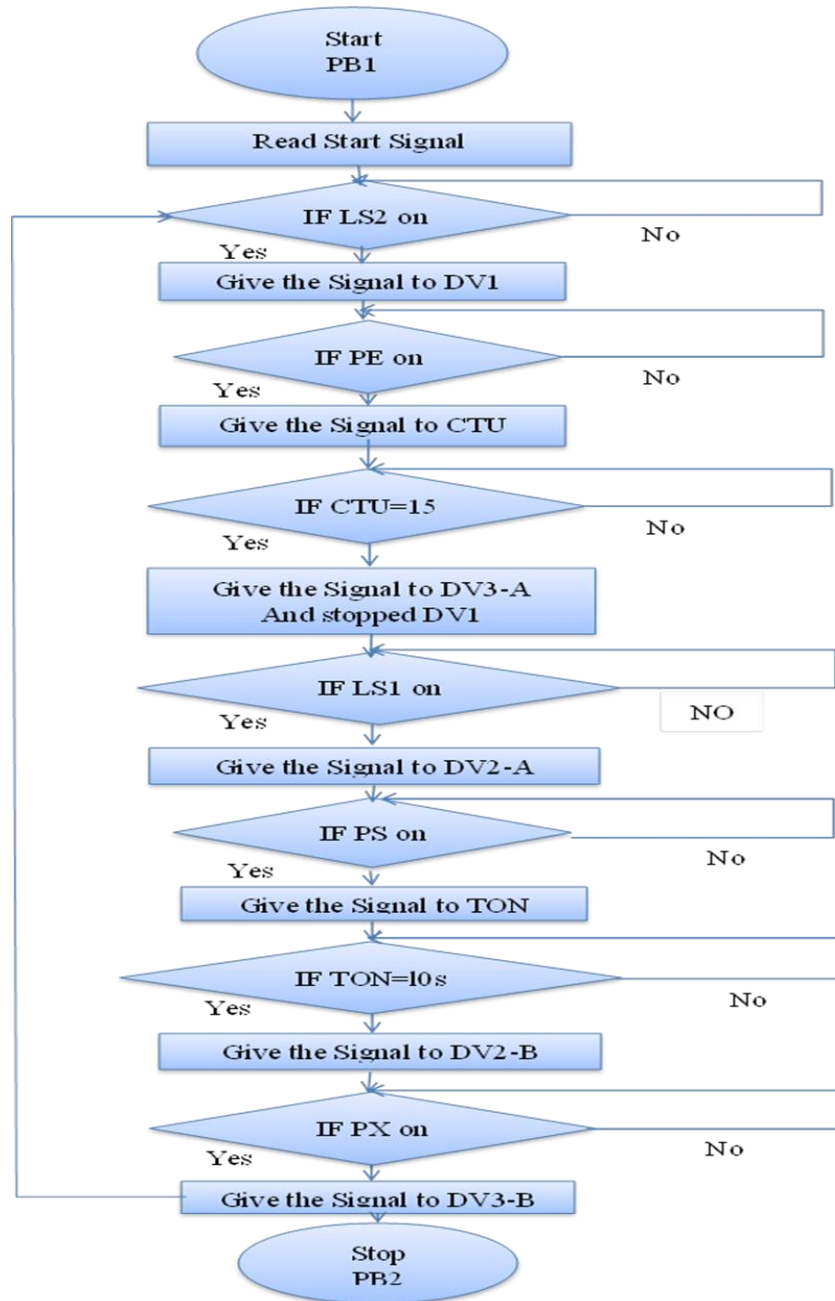 Start
PB1
Read Start Signal
IF LS2 on
No
Yes
Give the Signal to DV1
IF PE on
No
Yes
Give the Signal to CTU
IF CTU=15
No
Yes
Give the Signal to DV3-A
And stopped DV1
IF LS1 on
NO
Yes
Give the Signal to DV2-A
IF PS on
No
Yes
Give the Signal to TON
IF TON=10s
No
Yes
Give the Signal to DV2-B
IF PX on
No
Yes
Give the Signal to DV3-B
Stop
PB2